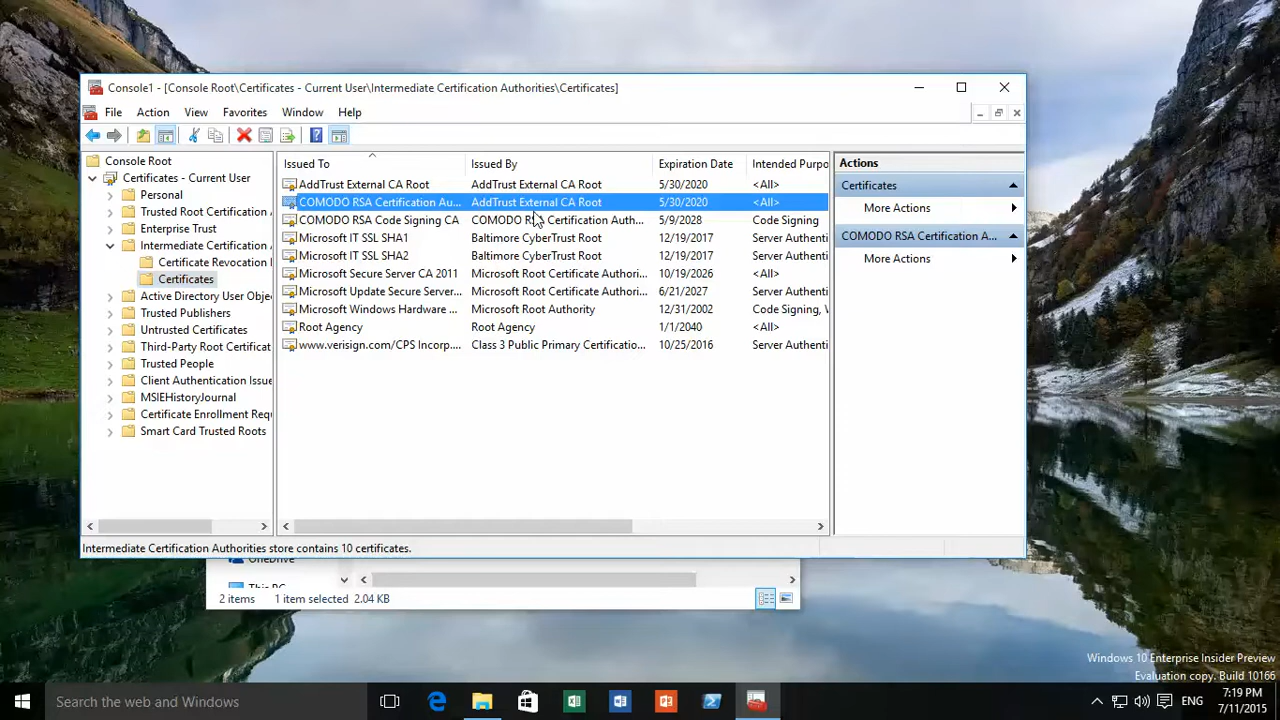 Console1 - [Console Root\Certificates - Current User\Intermediate Certification Authorities\Certificates]
File Action View Favorites Window Help
Console Root
Certificates - Current User
Personal
Trusted Root Certification
Enterprise Trust
Intermediate Certification
Certificate Revocation
Certificates
Active Directory User Obje
Trusted Publishers
Untrusted Certificates
Third-Party Root Certificat
Trusted People
Client Authentication Issue
MSIEHistoryJournal
Certificate Enrollment Req
Smart Card Trusted Roots
Issued To Issued By Expiration Date Intended Purpo
AddTrust External CA Root AddTrust External CA Root 5/30/2020 <All>
COMODO RSA Certification Au... AddTrust External CA Root 5/30/2020 <All>
COMODO RSA Code Signing CA COMODO RSA Certification Auth... 5/9/2028 Code Signing
Microsoft IT SSL SHA1 Baltimore CyberTrust Root 12/19/2017 Server Authenti
Microsoft IT SSL SHA2 Baltimore CyberTrust Root 12/19/2017 Server Authenti
Microsoft Secure Server CA 2011 Microsoft Root Certificate Authori... 10/19/2026 <All>
Microsoft Update Secure Server... Microsoft Root Certificate Authori... 6/21/2027 Server Authenti
Microsoft Windows Hardware ... Microsoft Root Authority 12/31/2002 Code Signing, W
Root Agency Root Agency 1/1/2040 <All>
www.verisign.com/CPS Incorp.... Class 3 Public Primary Certificatio... 10/25/2016 Server Authenti
Actions
Certificates
More Actions
COMODO RSA Certification A...
More Actions
Intermediate Certification Authorities store contains 10 certificates.
OneDrive
This PC
2 items 1 item selected 2.04 KB
Windows 10 Enterprise Insider Preview
Evaluation copy. Build 10166
Search the web and Windows
ENG
7:19 PM
7/11/2015